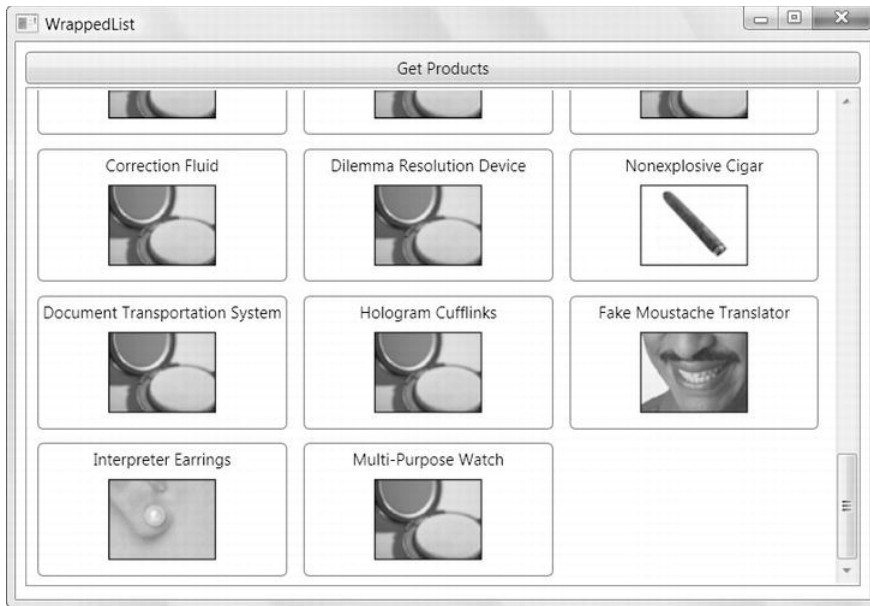 WrappedList
Get Products
Correction Fluid
Dilemma Resolution Device
Nonexplosive Cigar
Document Transportation System
Hologram Cufflinks
Fake Moustache Translator
Interpreter Earrings
Multi-Purpose Watch